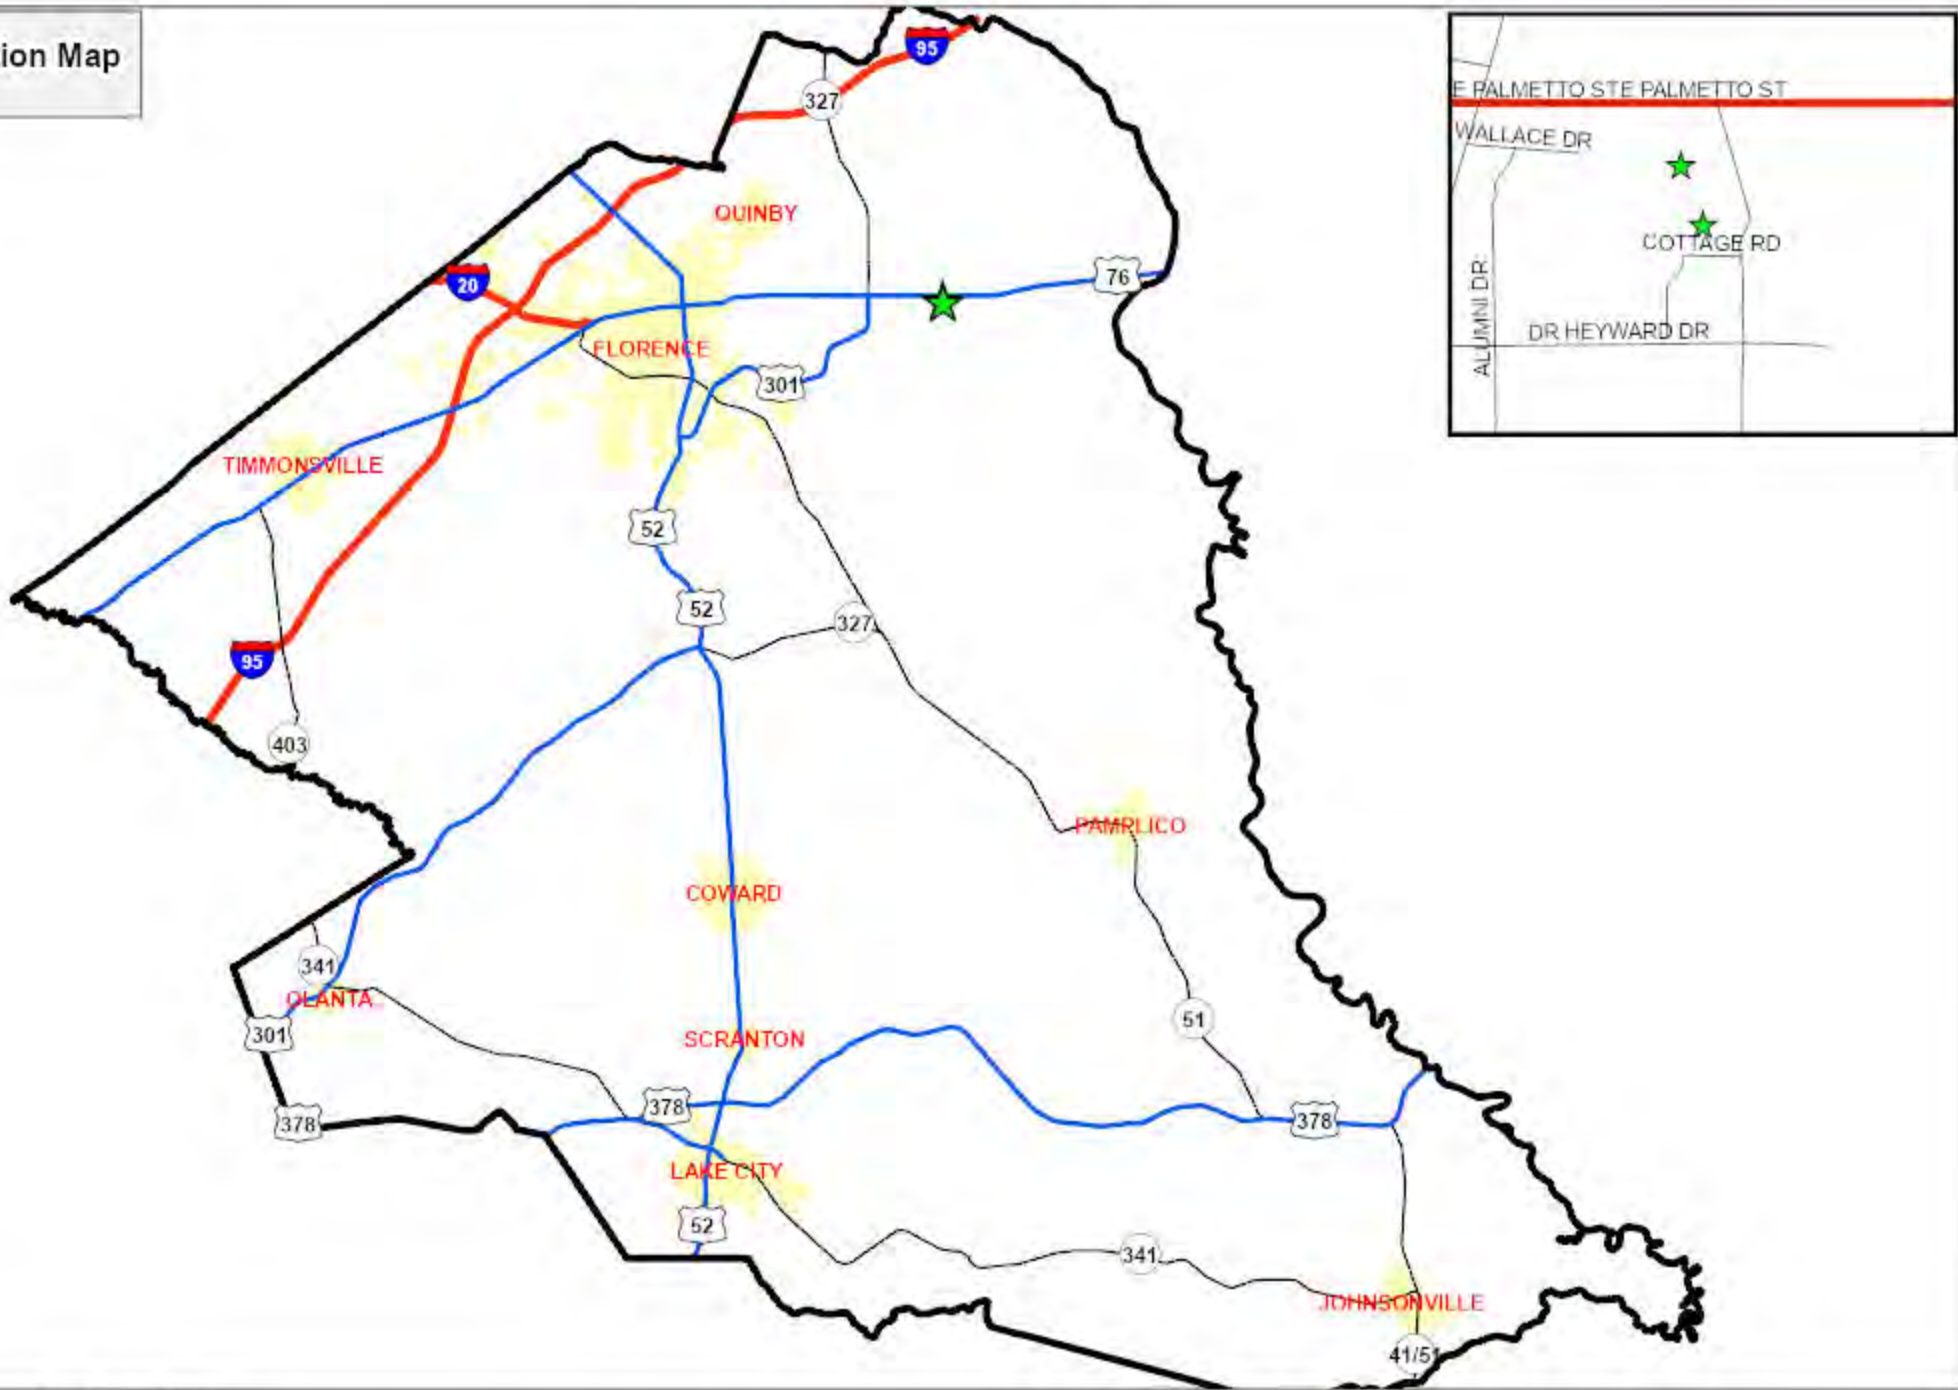 ion Map
95
327
E PALMETTO STE PALMETTO ST
WALLACE DR
COTTAGE RD
ALUMNI DR
DR HEYWARD DR
QUINBY
20
76
FLORENCE
301
TIMMONSVILLE
52
52
327
95
403
PAMPLICO
COWARD
341
OLANTA
301
51
SCRANTON
378
378
378
LAKE CITY
52
341
JOHNSONVILLE
41/51